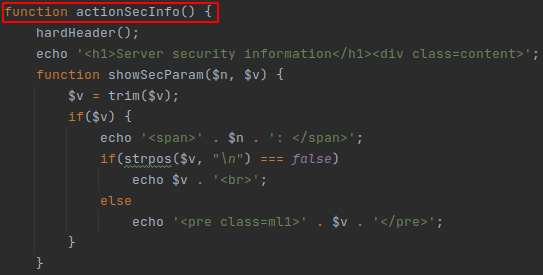 function actionSecInfo() {
hardHeader();
echo '<h1>Server security information</h1><div class=content>';
function showSecParam($n, $v) {
$v = trim($v);
if($v) {
echo '<span>' . $n . ': </span>';
if(strpos($v, "\n") === false)
echo $v . '<br>';
else
echo '<pre class=ml1>' . $v . '</pre>';
}
}